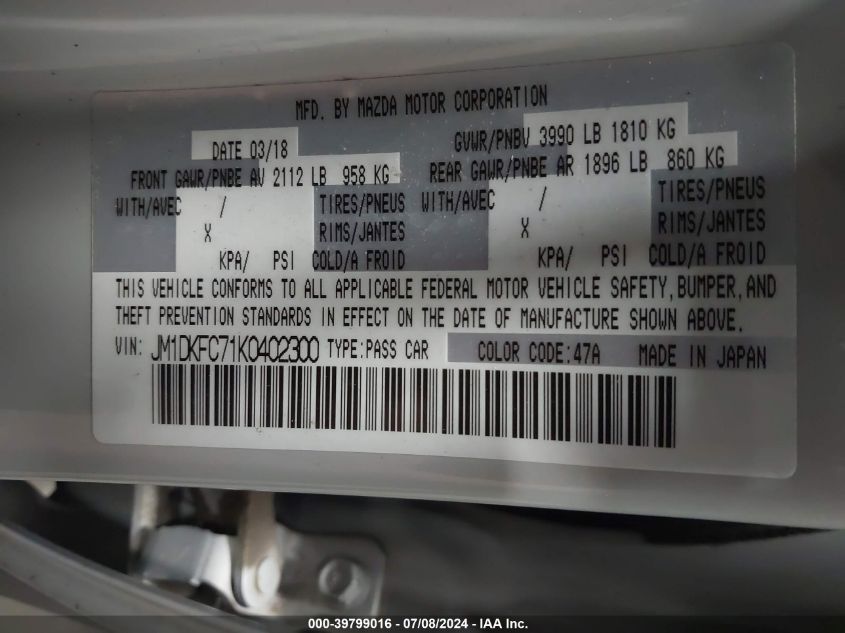 MFD. BY MAZDA MOTOR CORPORATION
DATE 03/18 GVWR/PNBV 3990 LB 1810 KG
FRONT GAWR/PNBE AV 2112 LB 958 KG REAR GAWR/PNBE AR 1896 LB 860 KG
WITH/AVEC / TIRES/PNEUS WITH/AVEC / TIRES/PNEUS
X RIMS/JANTES X RIMS/JANTES
KPA/ PSI COLD/A FROID KPA/ PSI COLD/A FROID
THIS VEHICLE CONFORMS TO ALL APPLICABLE FEDERAL MOTOR VEHICLE SAFETY, BUMPER, AND
THEFT PREVENTION STANDARDS IN EFFECT ON THE DATE OF MANUFACTURE SHOWN ABOVE.
VIN: JM1DKFC71K0402300 TYPE:PASS CAR COLOR CODE:47A MADE IN JAPAN
000-39799016 - 07/08/2024 - IAA Inc.